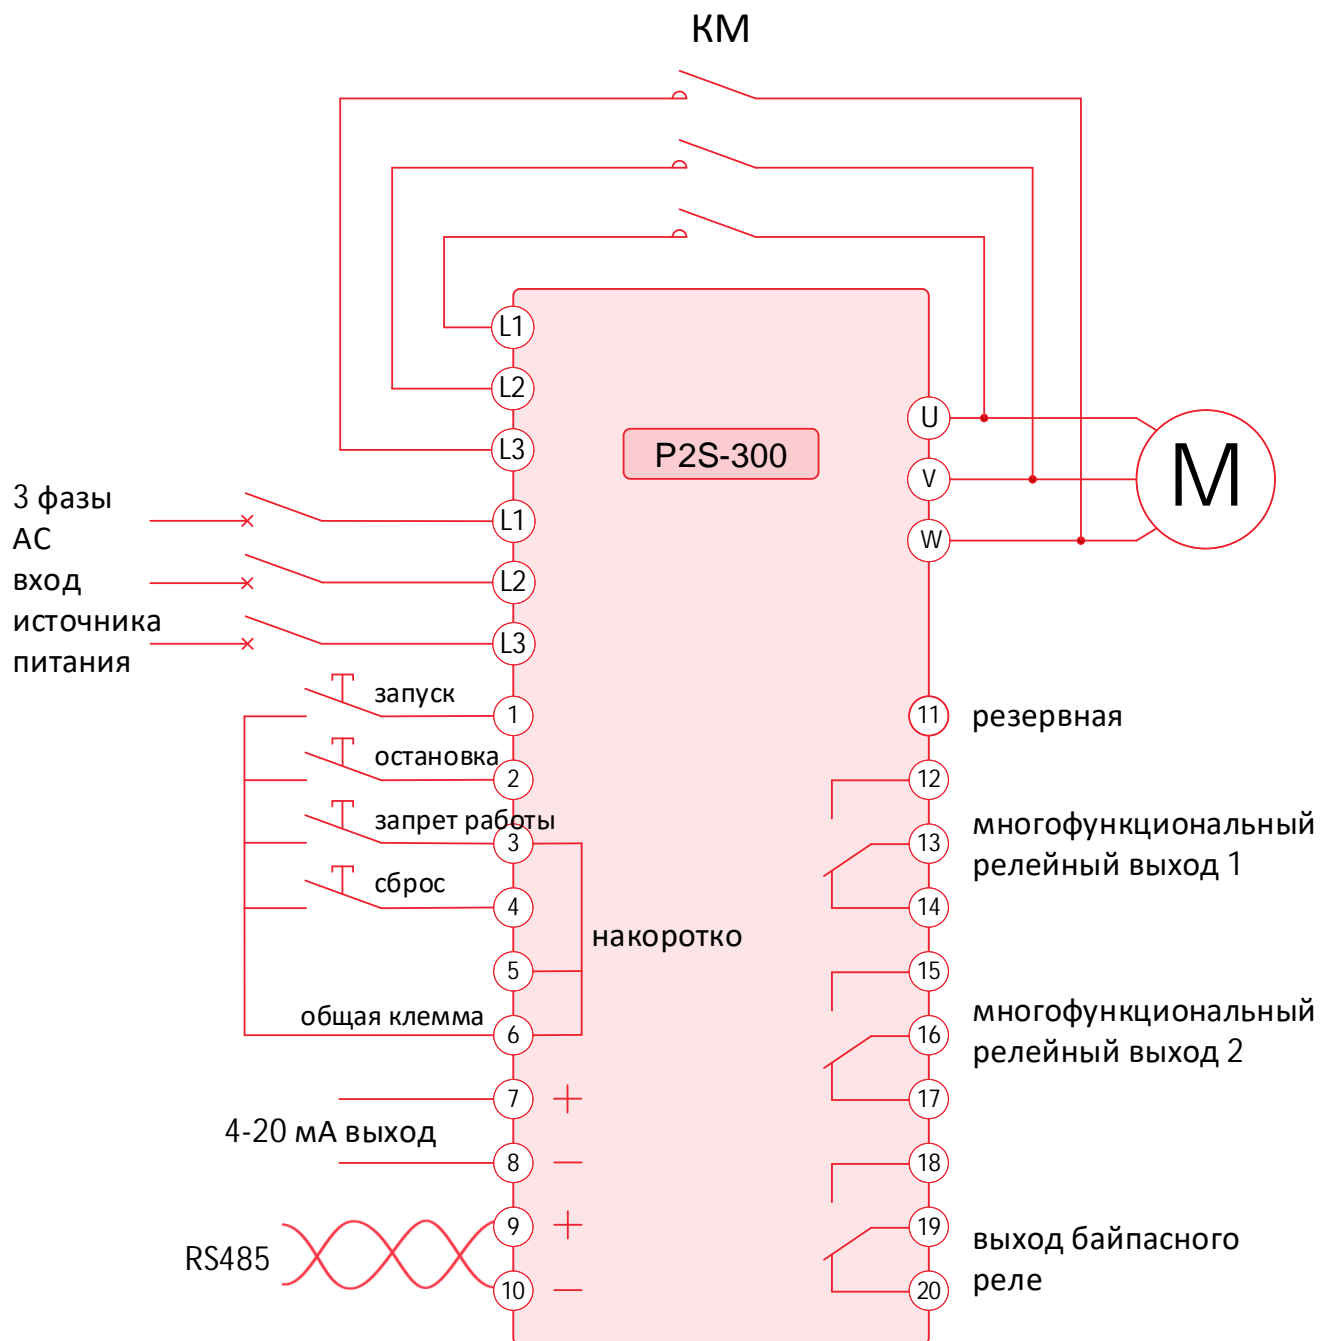 КМ
L1
L2
L3
P2S-300
U
V
W
M
3 фазы
АС
вход
источника
питания
L1
L2
L3
запуск
1
остановка
2
запрет работы
3
сброс
4
накоротко
5
общая клемма
6
7
4-20 мА выход
8
9
RS485
10
11
резервная
12
многофункциональный
13
релейный выход 1
14
15
многофункциональный
16
релейный выход 2
17
18
19
выход байпасного
реле
20